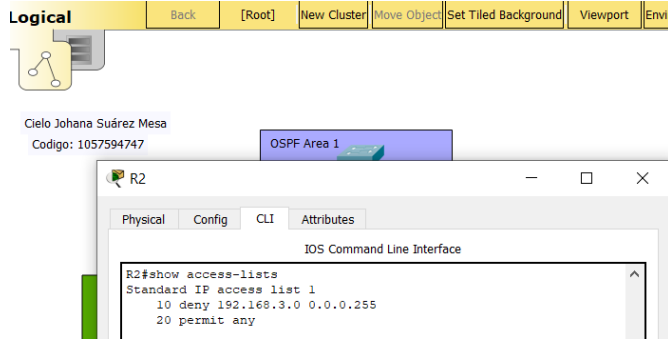 Logical
Back
[Root]
New Cluster
Move Object
Set Tiled Background
Viewport
Envi
Cielo Johana Suárez Mesa
Codigo: 1057594747
OSPF Area 1
R2
Physical
Config
CLI
Attributes
IOS Command Line Interface
R2#show access-lists
Standard IP access list 1
10 deny 192.168.3.0 0.0.0.255
20 permit any